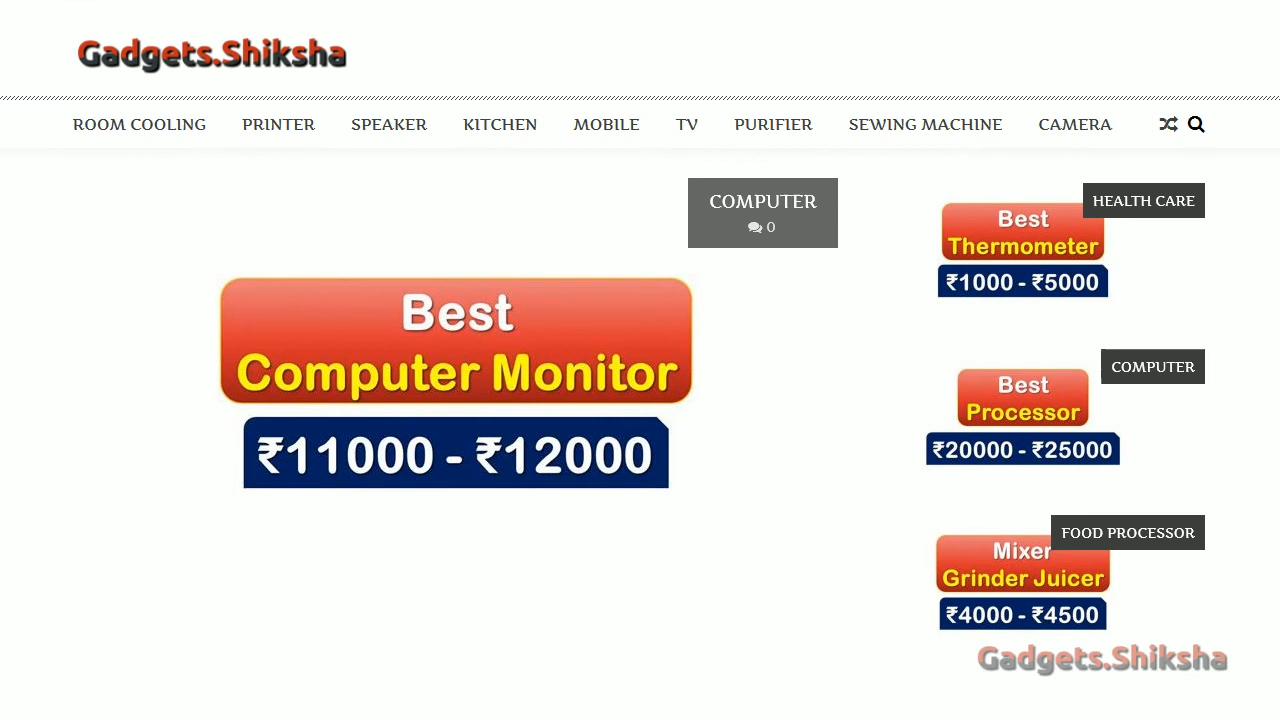 Gadgets.Shiksha
ROOM COOLING PRINTER SPEAKER KITCHEN MOBILE TV PURIFIER SEWING MACHINE CAMERA
COMPUTER
0
Best
Computer Monitor
₹11000 - ₹12000
HEALTH CARE
Best
Thermometer
₹1000 - ₹5000
COMPUTER
Best
Processor
₹20000 - ₹25000
FOOD PROCESSOR
Mixer
Grinder Juicer
₹4000 - ₹4500
Gadgets.Shiksha